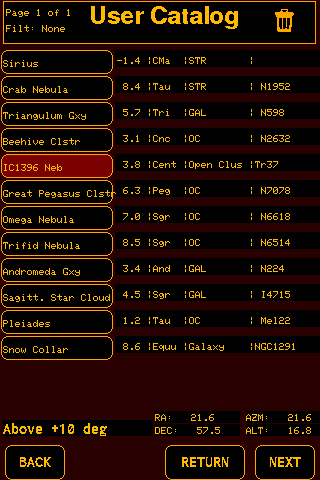 Page 1 of 1
User Catalog
Filt: None
Sirius -1.4 ¦CMa ¦STR ¦
Crab Nebula 8.4 ¦Tau ¦STR ¦ N1952
Triangulum Gxy 5.7 ¦Tri ¦GAL ¦ N598
Beehive Clstr 3.1 ¦Cnc ¦OC ¦ N2632
IC1396 Neb 3.8 ¦Cent ¦Open Clus ¦Tr37
Great Pegasus Clstr 6.3 ¦Peg ¦OC ¦ N7078
Omega Nebula 7.0 ¦Sgr ¦OC ¦ N6618
Trifid Nebula 8.5 ¦Sgr ¦OC ¦ N6514
Andromeda Gxy 3.4 ¦And ¦GAL ¦ N224
Sagitt. Star Cloud 4.5 ¦Sgr ¦GAL ¦ I4715
Pleiades 1.2 ¦Tau ¦OC ¦ Mel22
Snow Collar 8.6 ¦Equu ¦Galaxy ¦NGC1291
RA: 21.6 AZM: 21.6
Above +10 deg DEC: 57.5 ALT: 16.8
BACK RETURN NEXT